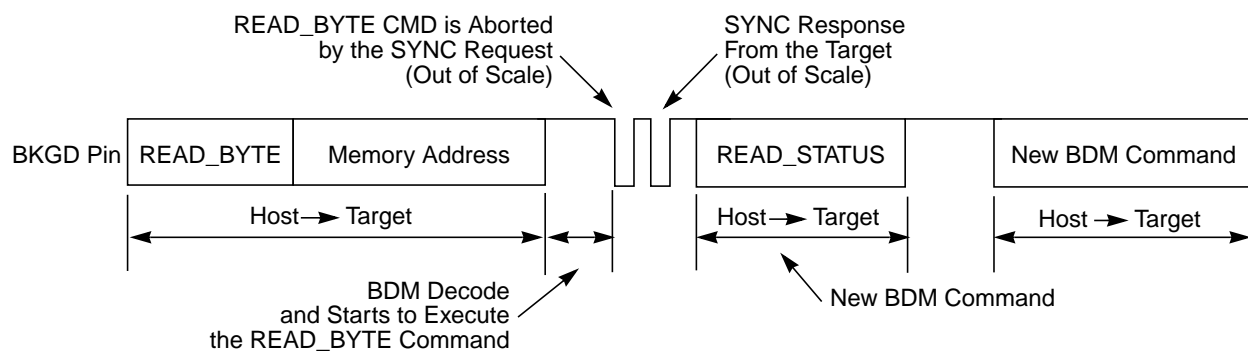 READ_BYTE CMD is Aborted
by the SYNC Request
(Out of Scale)
SYNC Response
From the Target
(Out of Scale)
BKGD Pin
READ_BYTE
Memory Address
READ_STATUS
New BDM Command
Host Target
Host Target
Host Target
BDM Decode
and Starts to Execute
the READ_BYTE Command
New BDM Command